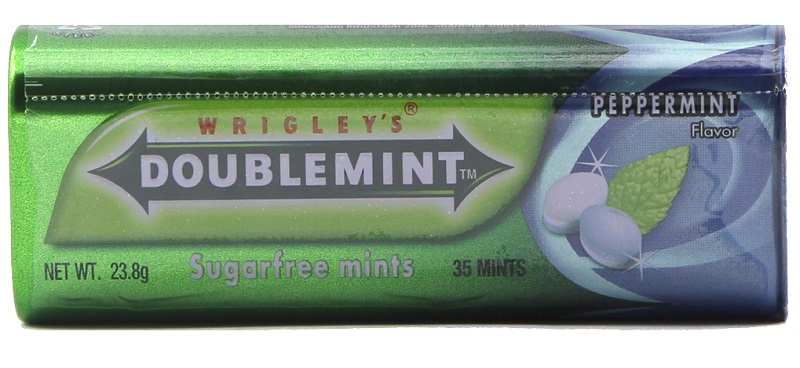 WRIGLEY'S®
DOUBLEMINT™
PEPPERMINT
Flavor
NET WT. 23.8g
Sugarfree mints
35 MINTS